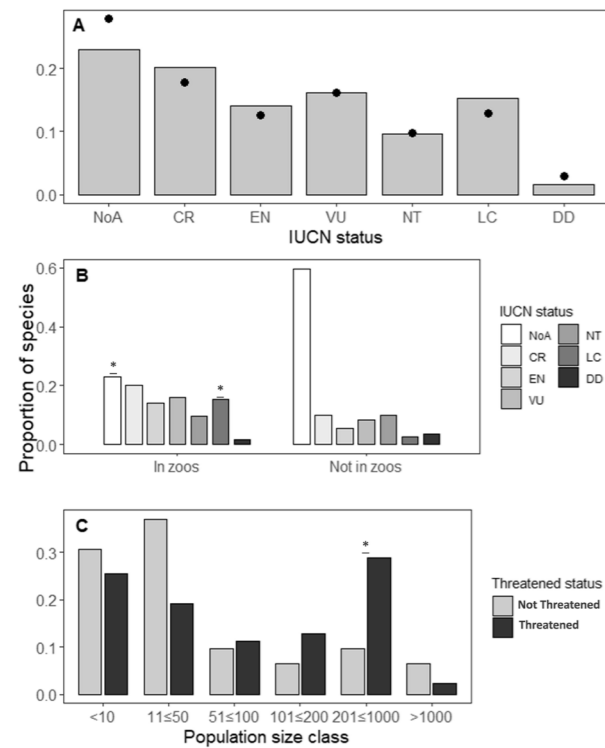 A
0.2
0.1
0.0
NoA CR EN VU NT LC DD
IUCN status
Proportion of species
B
0.6
0.4
0.2
0.0
* *
In zoos Not in zoos
IUCN status
NoA NT
CR LC
EN DD
VU
C
0.3
0.2
0.1
0.0
*
<10 11≤50 51≤100 101≤200 201≤1000 >1000
Population size class
Threatened status
Not Threatened
Threatened